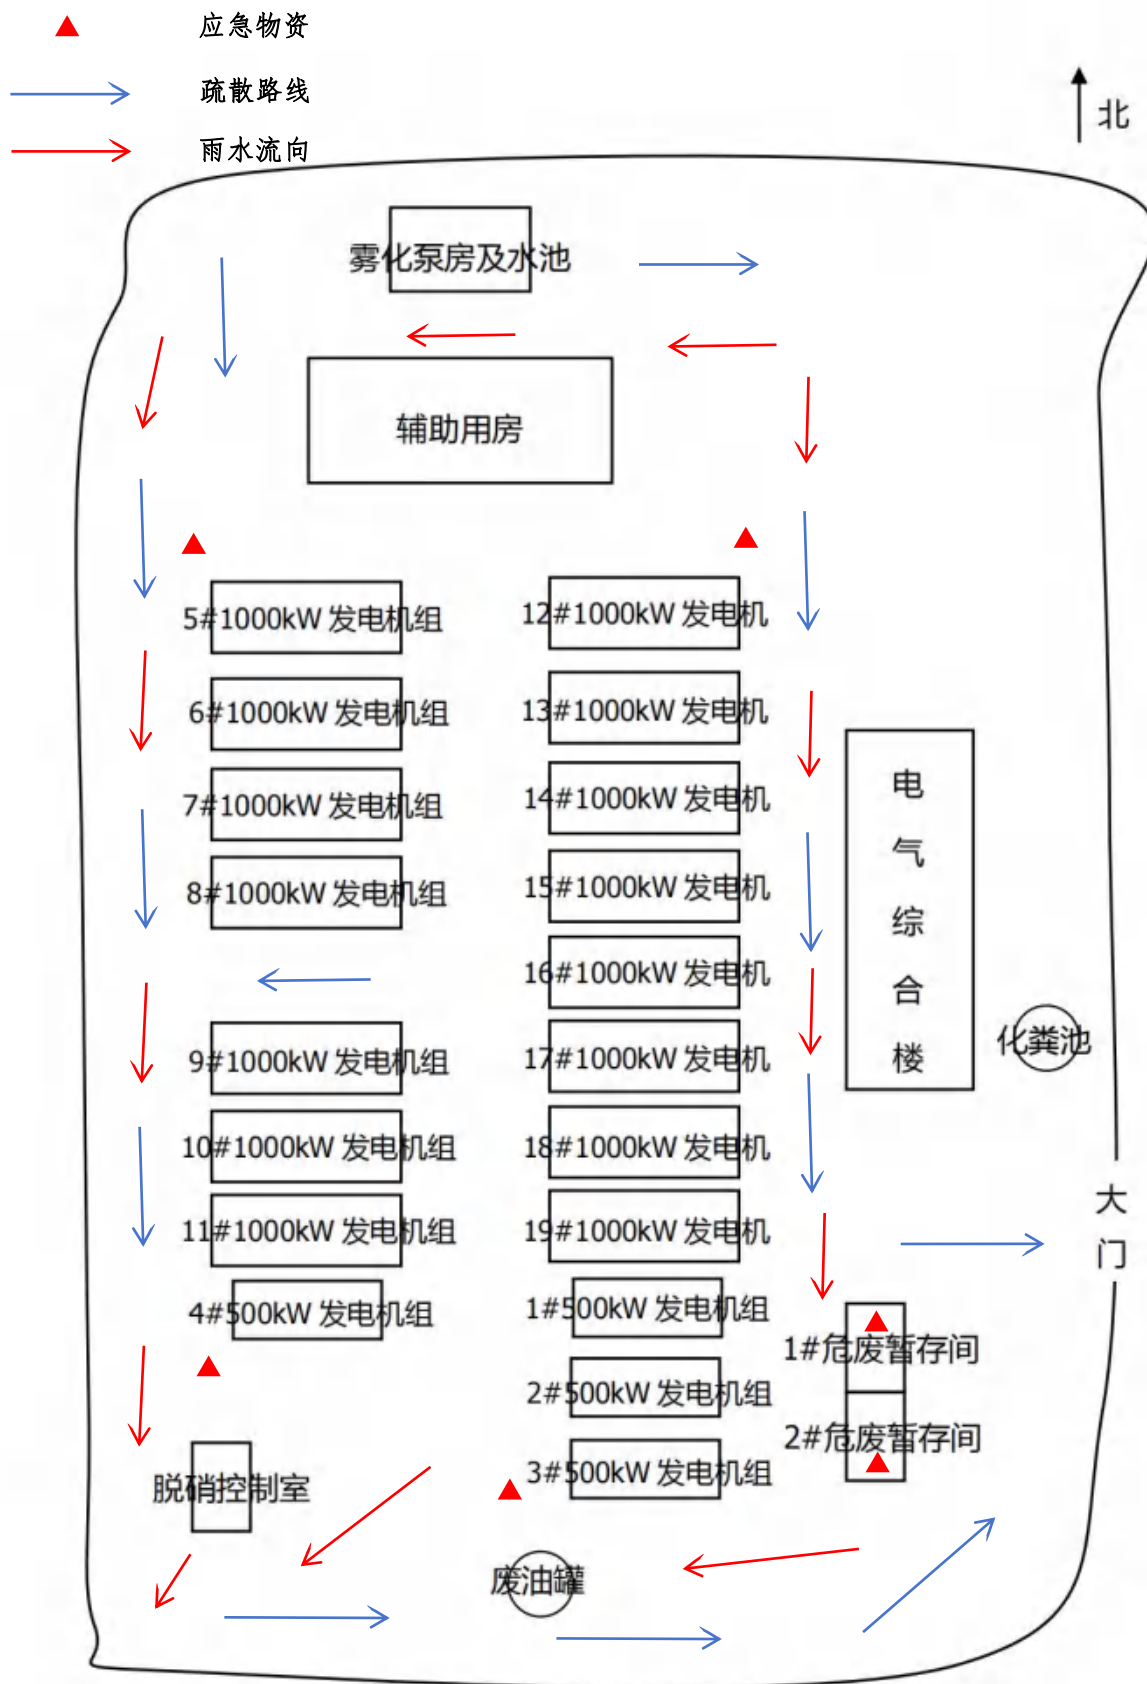 应急物资
疏散路线
雨水流向
北
雾化泵房及水池
辅助用房
5#1000kW 发电机组
12#1000kW 发电机
6#1000kW 发电机组
13#1000kW 发电机
7#1000kW 发电机组
14#1000kW 发电机
8#1000kW 发电机组
15#1000kW 发电机
16#1000kW 发电机
9#1000kW 发电机组
17#1000kW 发电机
10#1000kW 发电机组
18#1000kW 发电机
11#1000kW 发电机组
19#1000kW 发电机
4#500kW 发电机组
1#500kW 发电机组
2#500kW 发电机组
3#500kW 发电机组
电
气
综
合
楼
化粪池
大
门
1#危废暂存间
2#危废暂存间
脱硝控制室
废油罐